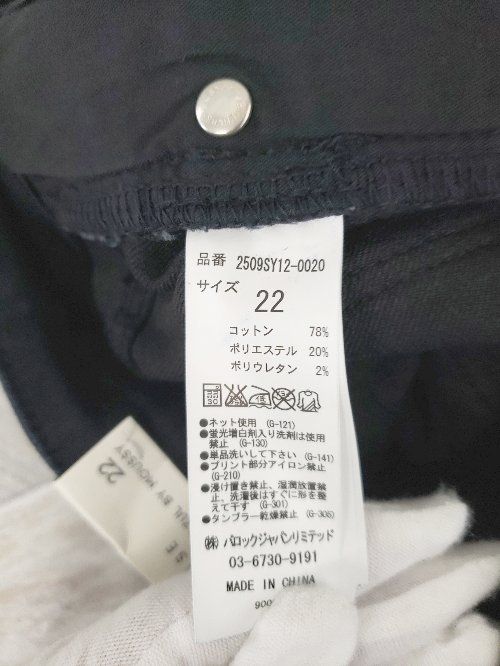 品番 2509SY12-0020
サイズ
22
コットン 78%
ポリエステル 20%
ポリウレタン 2%
●ネット使用 (G-121)
●蛍光増白剤入り洗剤は使用
禁止 (G-130)
●単品洗いして下さい (G-141)
●プリント部分アイロン禁止
(G-210)
●浸け置き禁止、湿潤放置禁
止、洗濯後はすぐに形を整
えて干す (G-301)
●タンブラー乾燥禁止 (G-305)
㈱ バロックジャパンリミテッド
03-6730-9191
MADE IN CHINA
900
22
BY MOUSSY